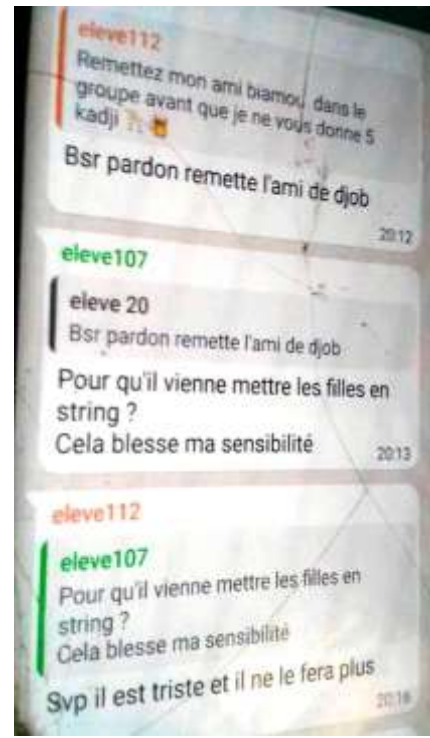 eleve112
Remettez mon ami biamou dans le
groupe avant que je ne vous donne 5
kadji
Bsr pardon remette l'ami de djob
20:12
eleve107
eleve 20
Bsr pardon remette l'ami de djob
Pour qu'il vienne mettre les filles en
string ?
Cela blesse ma sensibilité
20:13
eleve112
eleve107
Pour qu'il vienne mettre les filles en
string ?
Cela blesse ma sensibilité
Svp il est triste et il ne le fera plus
20:16